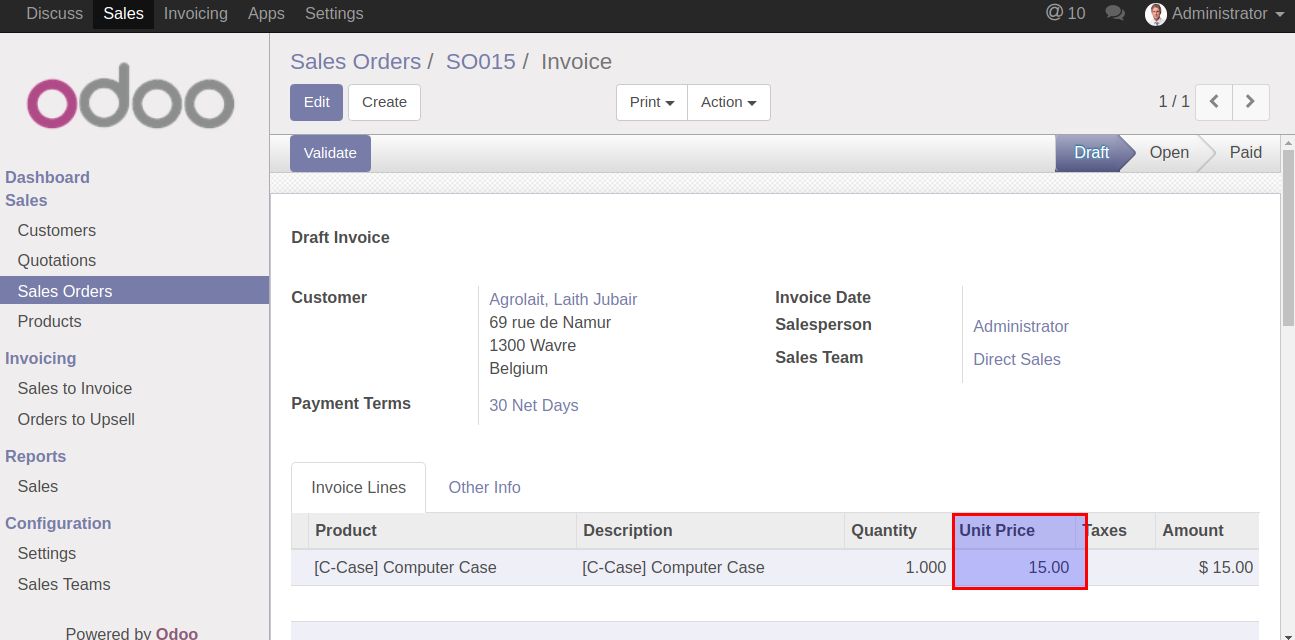 Discuss Sales Invoicing Apps Settings @ 10 Administrator
odoo
Dashboard
Sales
Customers
Quotations
Sales Orders
Products
Invoicing
Sales to Invoice
Orders to Upsell
Reports
Sales
Configuration
Settings
Sales Teams
Powered by Odoo
Sales Orders / SO015 / Invoice
Edit Create Print Action 1 / 1
Validate Draft Open Paid
Draft Invoice
Customer Agrolait, Laith Jubair
69 rue de Namur
1300 Wavre
Belgium
Payment Terms 30 Net Days
Invoice Date
Salesperson Administrator
Sales Team Direct Sales
Invoice Lines Other Info
Product Description Quantity Unit Price Taxes Amount
[C-Case] Computer Case [C-Case] Computer Case 1.000 15.00 $ 15.00